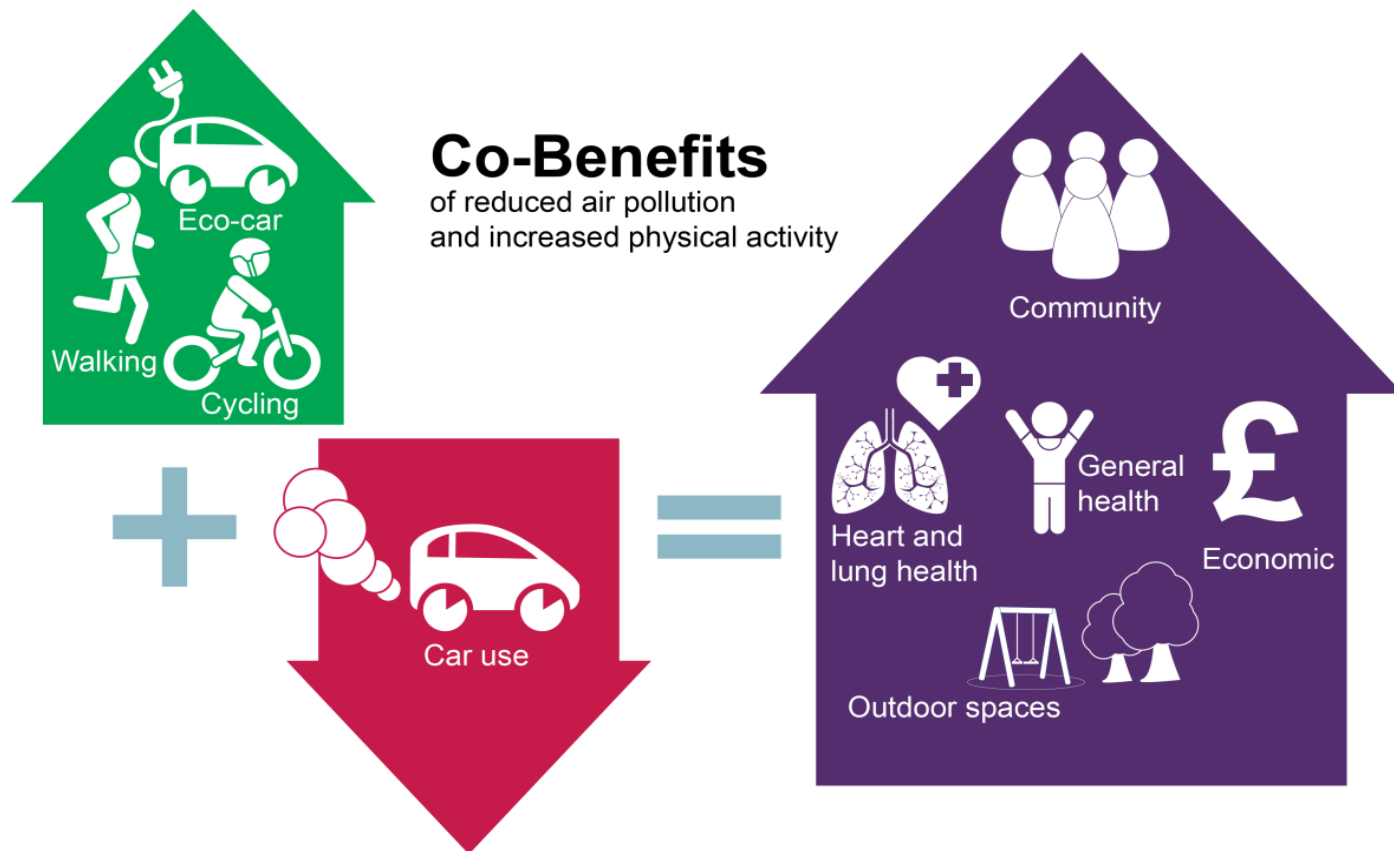 Co-Benefits
of reduced air pollution
and increased physical activity
Eco-car
Walking
Cycling
Car use
Community
Heart and
lung health
General
health
£
Economic
Outdoor spaces